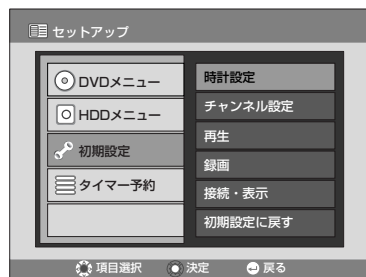 セットアップ
DVDメニュー
HDDメニュー
初期設定
タイマー予約
時計設定
チャンネル設定
再生
録画
接続・表示
初期設定に戻す
項目選択 決定 戻る